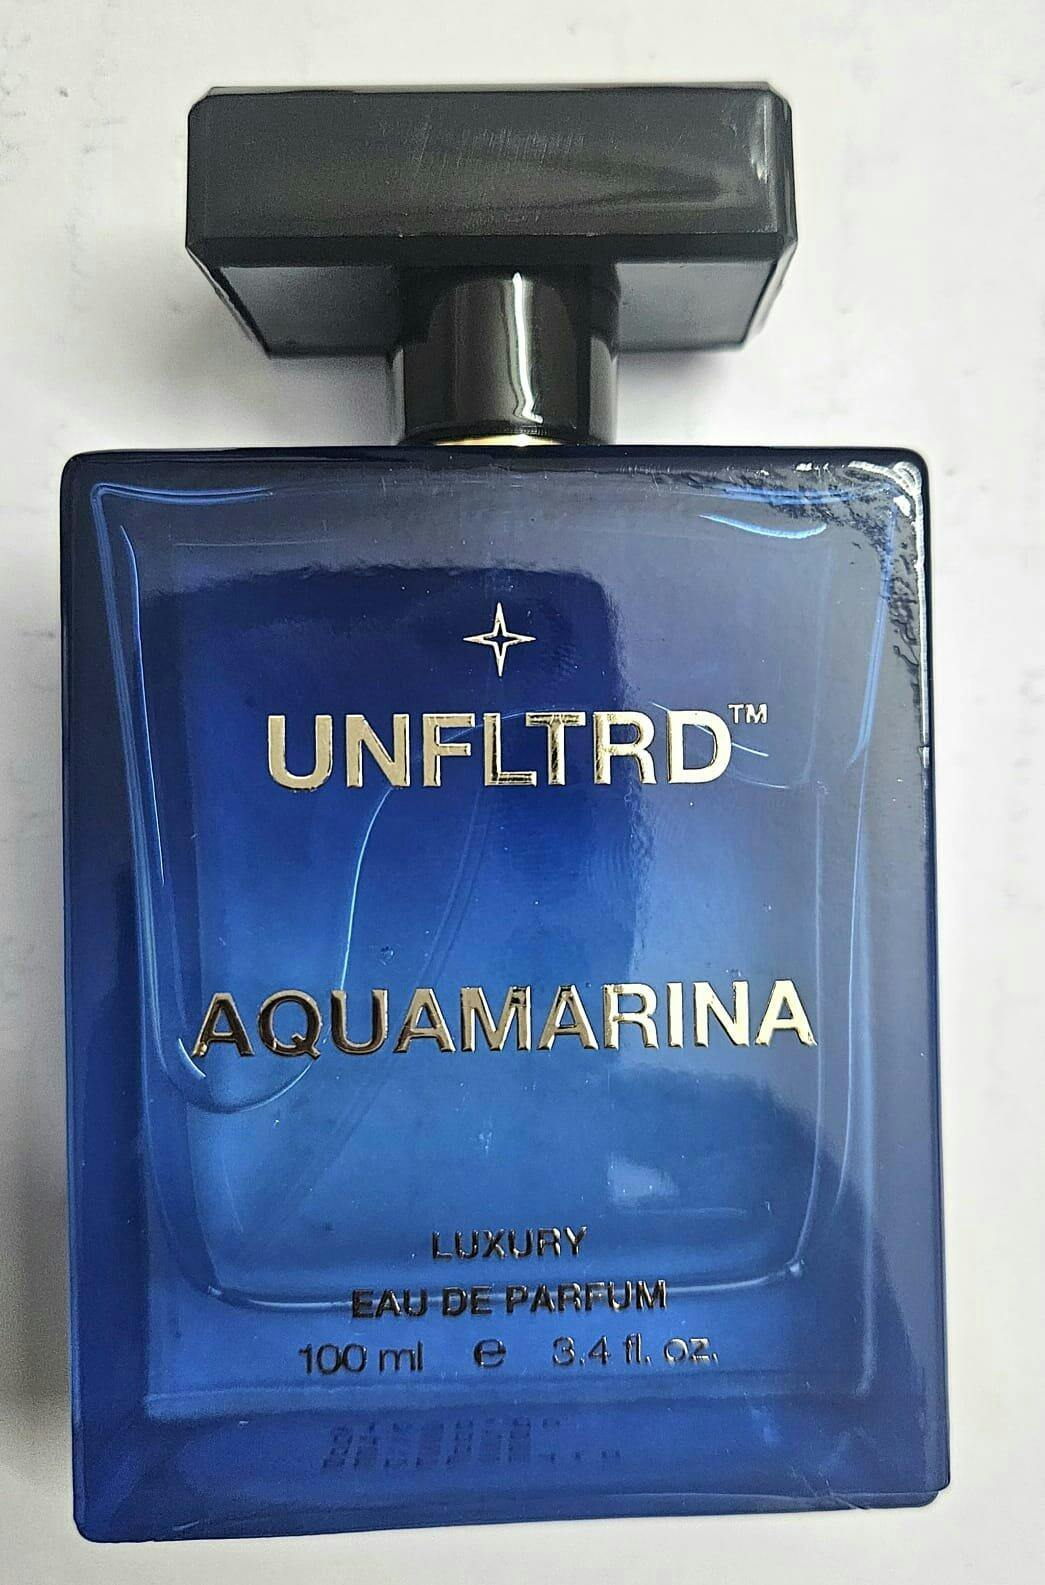 UNFLTRD™
AQUAMARINA
LUXURY
EAU DE PARFUM
100 ml ℮ 3.4 fl. oz.